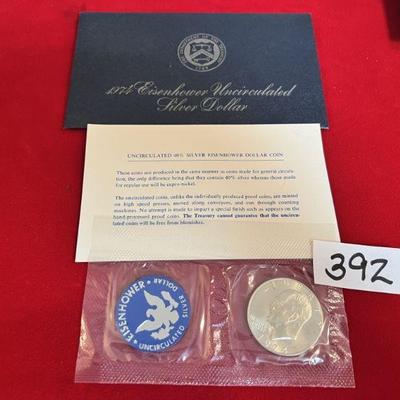 1974 Eisenhower Uncirculated
Silver Dollar
UNCIRCULATED 40% SILVER EISENHOWER DOLLAR COIN
These coins are produced in the same manner as coins made for general circula-
tion, the only difference being that they contain 40% silver whereas those made
for regular use will be cupro-nickel.
The uncirculated coins, unlike the individually produced proof coins, are minted
on high speed presses, moved along conveyors, and run through counting
machines. No attempt is made to impart a special finish such as appears on the
hand-processed proof coins. The Treasury cannot guarantee that the uncircu-
lated coins will be free from blemishes.
392
EISENHOWER
SILVER DOLLAR
UNCIRCULATED